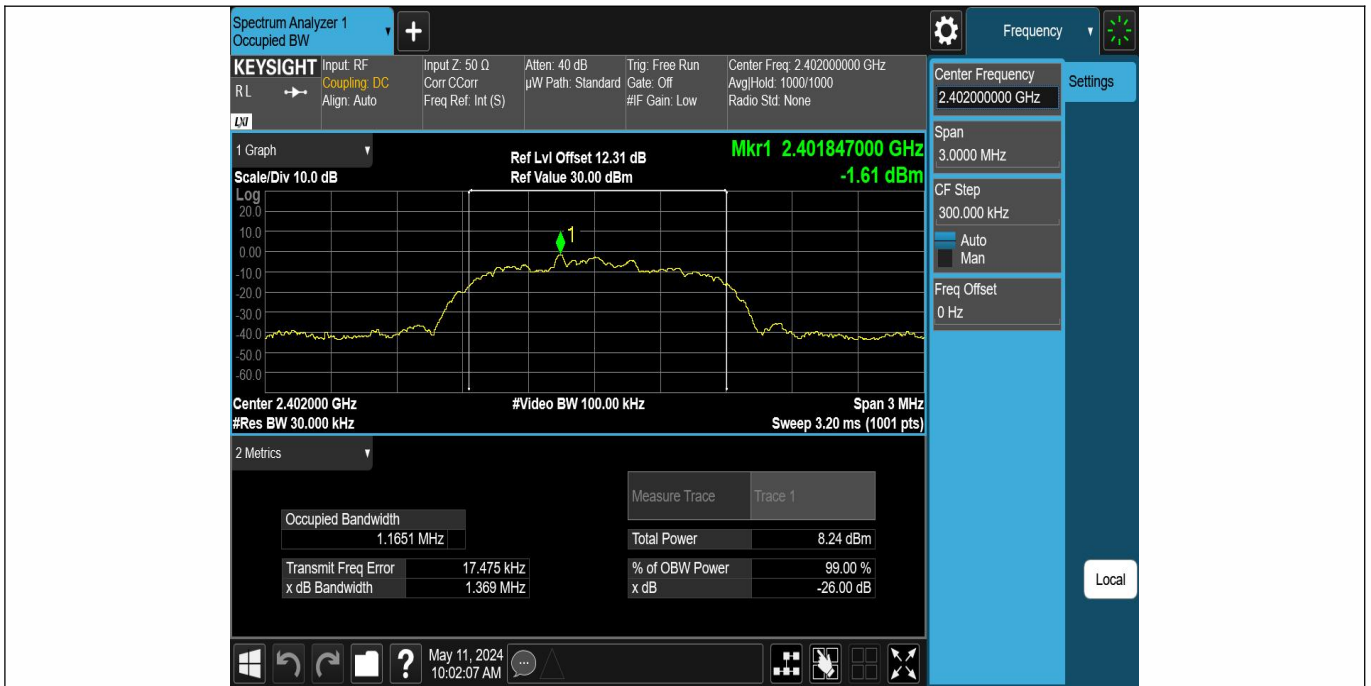 Spectrum Analyzer 1
Occupied BW
+
Frequency
KEYSIGHT
RL
LXI
Input: RF
Coupling: DC
Align: Auto
Input Z: 50 Ω
Corr CCorr
Freq Ref: Int (S)
Atten: 40 dB
µW Path: Standard
Trig: Free Run
Gate: Off
#IF Gain: Low
Center Freq: 2.402000000 GHz
Avg|Hold: 1000/1000
Radio Std: None
Center Frequency
2.402000000 GHz
Settings
Span
3.0000 MHz
CF Step
300.000 kHz
Auto
Man
Freq Offset
0 Hz
Local
1 Graph
Scale/Div 10.0 dB
Ref Lvl Offset 12.31 dB
Ref Value 30.00 dBm
Mkr1 2.401847000 GHz
-1.61 dBm
Log
20.0
10.0
0.00
-10.0
-20.0
-30.0
-40.0
-50.0
-60.0
1
Center 2.402000 GHz
#Res BW 30.000 kHz
#Video BW 100.00 kHz
Span 3 MHz
Sweep 3.20 ms (1001 pts)
2 Metrics
Measure Trace
Trace 1
Occupied Bandwidth
1.1651 MHz
Total Power
8.24 dBm
Transmit Freq Error
17.475 kHz
% of OBW Power
99.00 %
x dB Bandwidth
1.369 MHz
x dB
-26.00 dB
?
May 11, 2024
10:02:07 AM